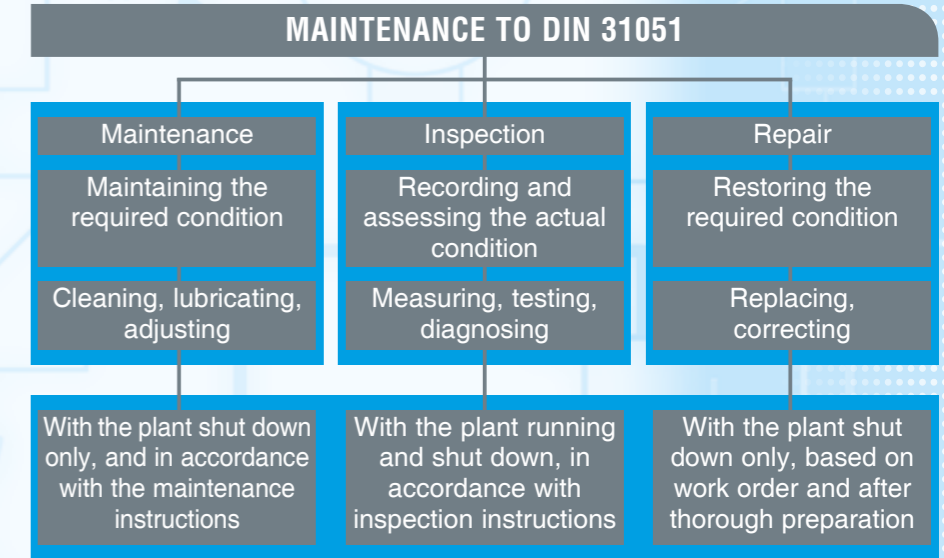 MAINTENANCE TO DIN 31051
Maintenance
Maintaining the
required condition
Cleaning, lubricating,
adjusting
With the plant shut down
only, and in accordance
with the maintenance
instructions
Inspection
Recording and
assessing the actual
condition
Measuring, testing,
diagnosing
With the plant running
and shut down, in
accordance with
inspection instructions
Repair
Restoring the
required condition
Replacing,
correcting
With the plant shut
down only, based on
work order and after
thorough preparation